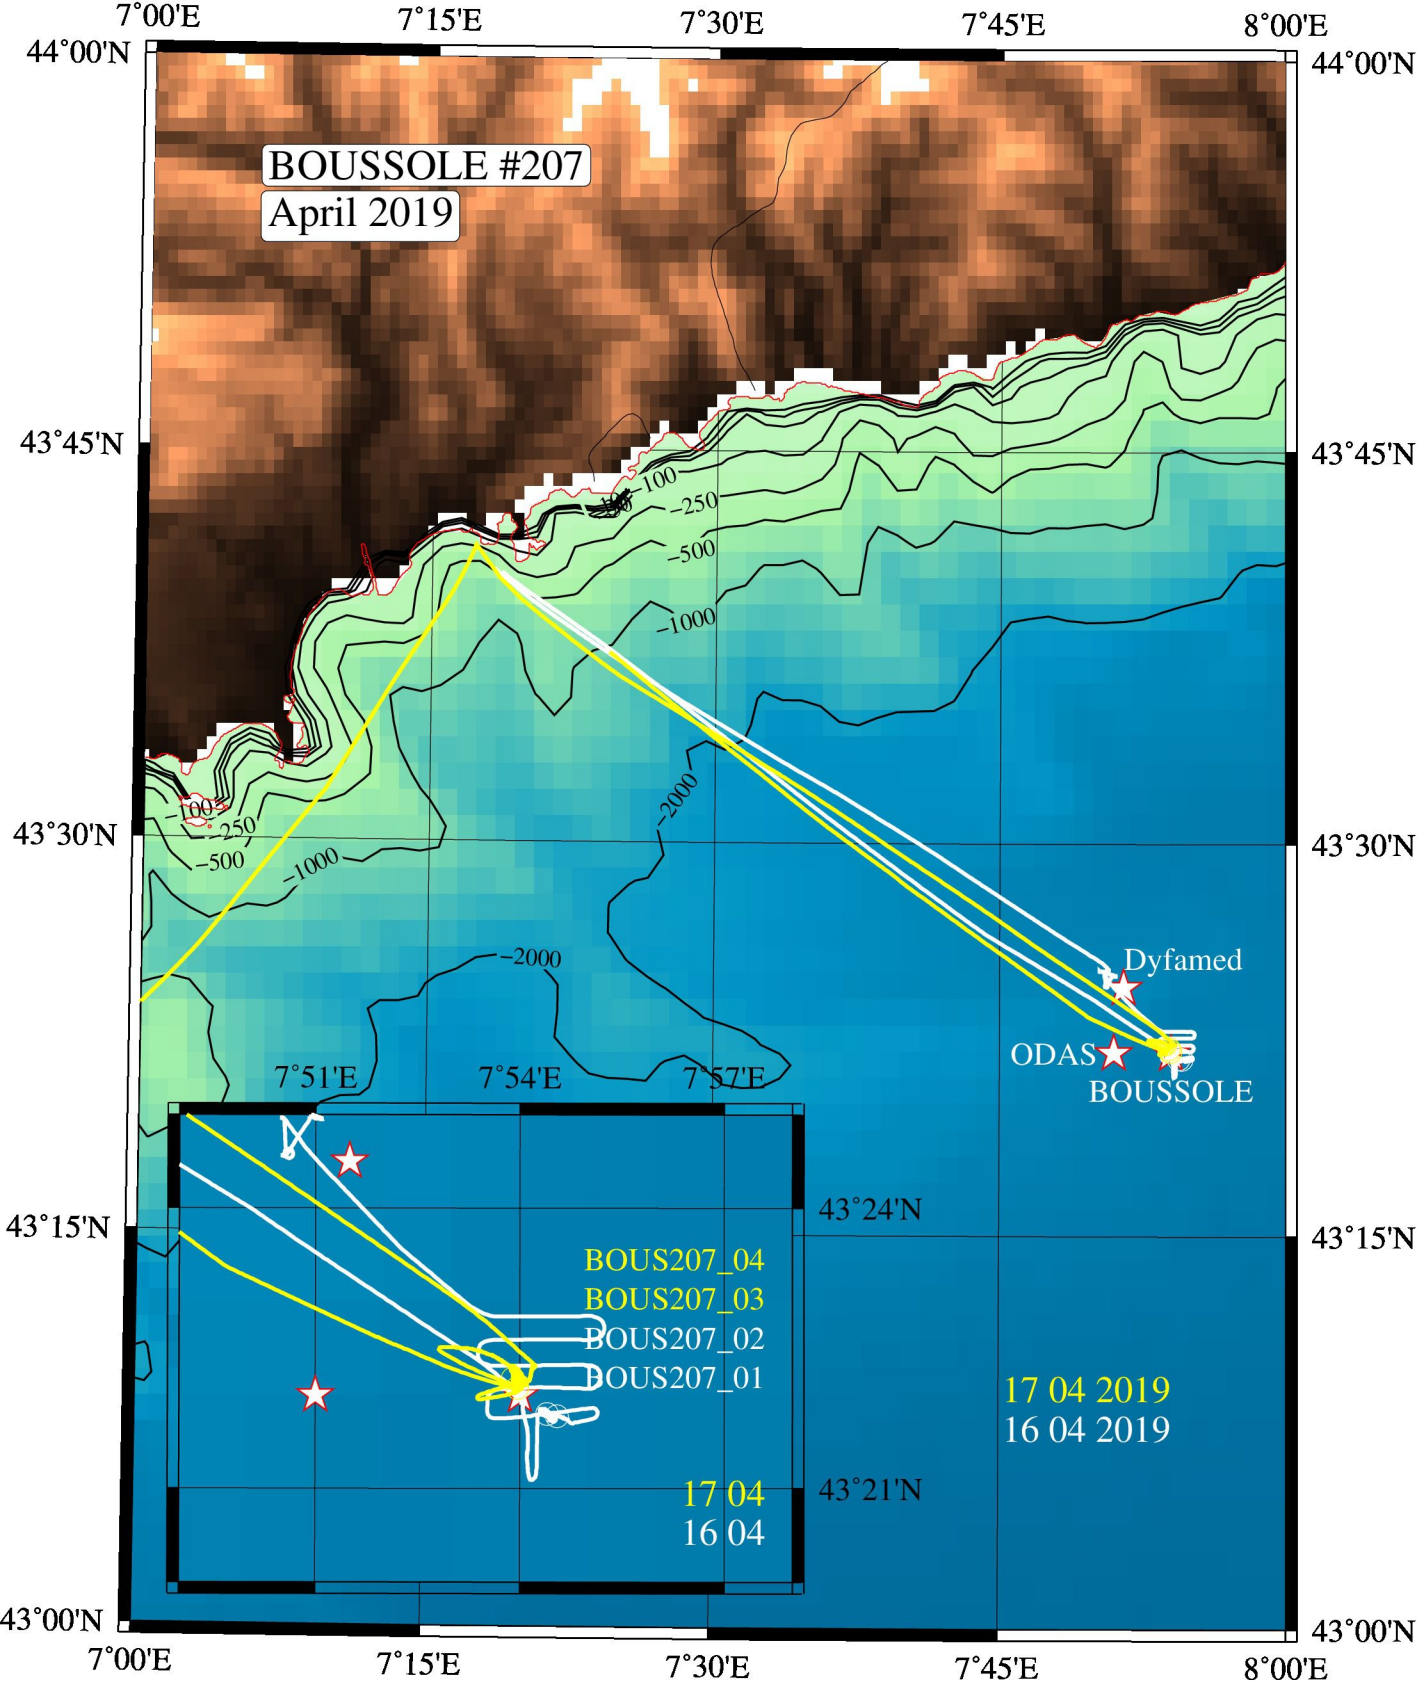 7°00'E 7°15'E 7°30'E 7°45'E 8°00'E
44°00'N 44°00'N
BOUSSOLE #207
April 2019
43°45'N 43°45'N
−100
−100
−250
−500
−1000
−2000
43°30'N 43°30'N
−100
−250
−500
−1000
−2000
Dyfamed
ODAS
BOUSSOLE
7°51'E 7°54'E 7°57'E
43°24'N
43°15'N 43°15'N
BOUS207_04
BOUS207_03
BOUS207_02
BOUS207_01
17 04 2019
16 04 2019
43°21'N
17 04
16 04
43°00'N 43°00'N
7°00'E 7°15'E 7°30'E 7°45'E 8°00'E